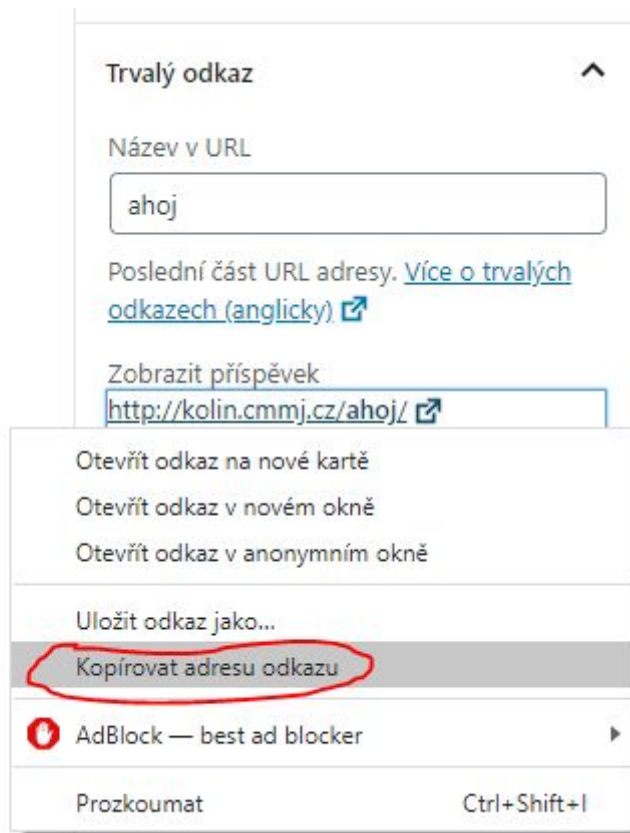 Trvalý odkaz
Název v URL
ahoj
Poslední část URL adresy. Více o trvalých
odkazech (anglicky)
Zobrazit příspěvek
http://kolin.cmmj.cz/ahoj/
Otevřít odkaz na nové kartě
Otevřít odkaz v novém okně
Otevřít odkaz v anonymním okně
Uložit odkaz jako...
Kopírovat adresu odkazu
AdBlock — best ad blocker
Prozkoumat Ctrl+Shift+I